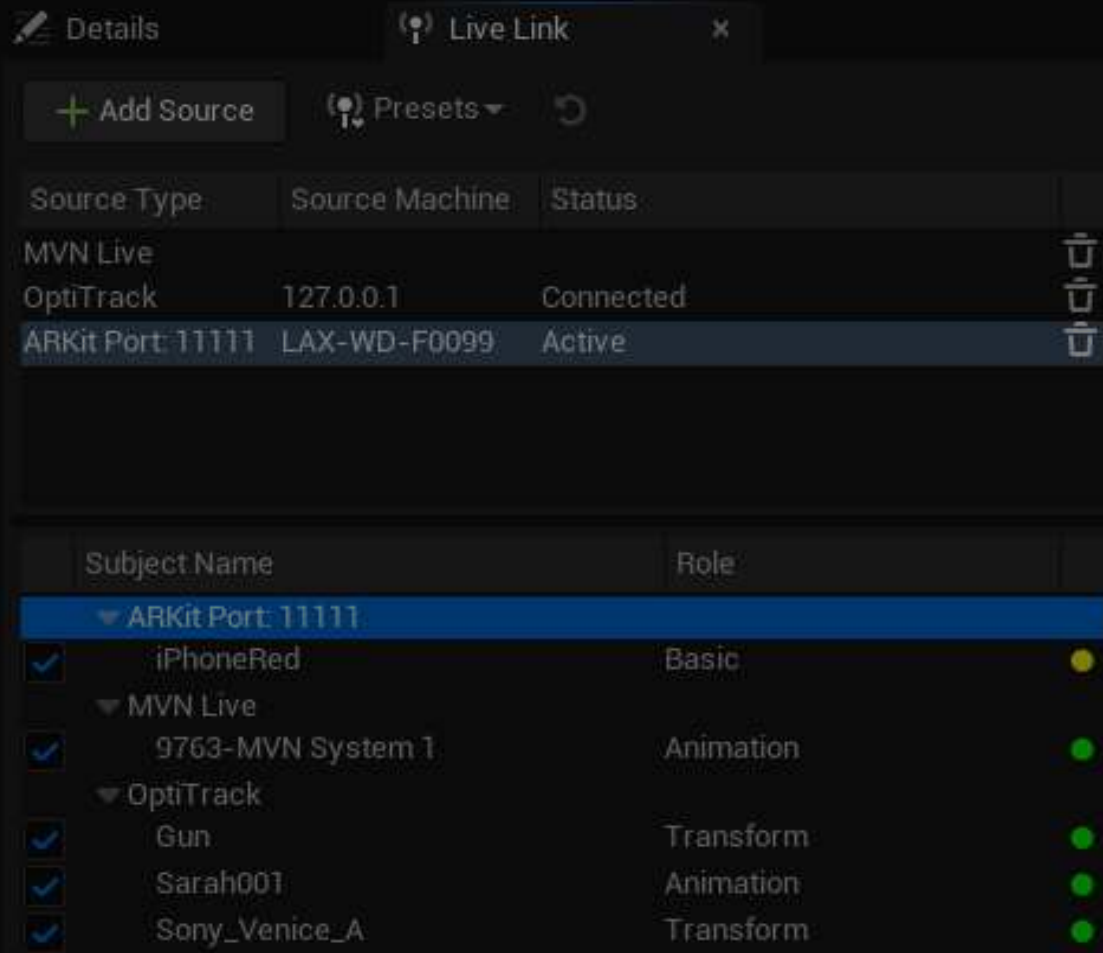 Details Live Link
Add Source Presets
Source Type Source Machine Status
MVN Live
OptiTrack 127.0.0.1 Connected
ARKit Port: 11111 LAX-WD-F0099 Active
Subject Name Role
ARKit Port: 11111
iPhoneRed Basic
MVN Live
9763-MVN System 1 Animation
OptiTrack
Gun Transform
Sarah001 Animation
Sony_Venice_A Transform